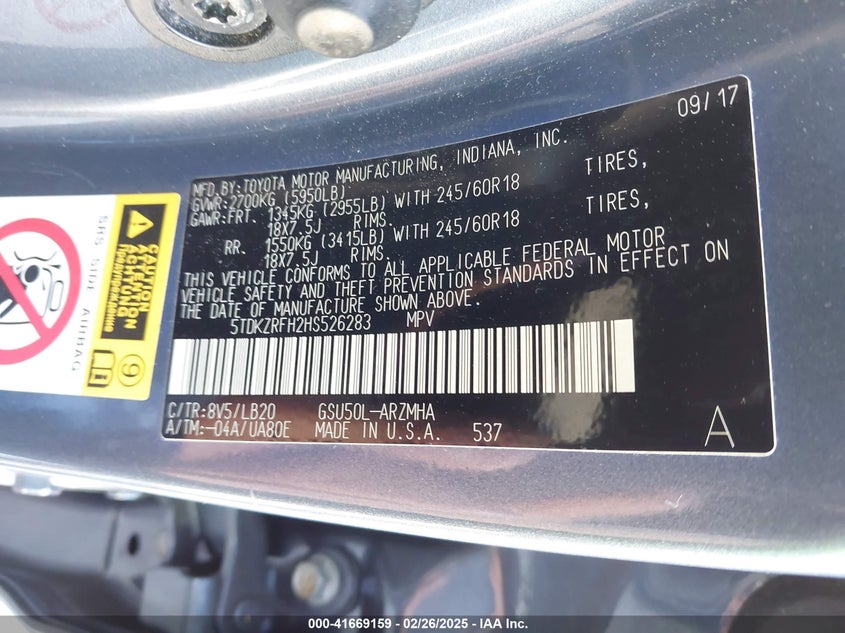 09/17
MFD.BY:TOYOTA MOTOR MANUFACTURING, INDIANA, INC.
GVWR:2700KG (5950LB)
GAWR:FRT. 1345KG (2955LB) WITH 245/60R18 TIRES,
18X7.5J RIMS.
RR. 1550KG (3415LB) WITH 245/60R18 TIRES,
18X7.5J RIMS.
THIS VEHICLE CONFORMS TO ALL APPLICABLE FEDERAL MOTOR
VEHICLE SAFETY AND THEFT PREVENTION STANDARDS IN EFFECT ON
THE DATE OF MANUFACTURE SHOWN ABOVE.
5TDKZRFH2HS526283 MPV
C/TR:8V5/LB20 GSU50L-ARZMHA
A/TM:-04A/UA80E MADE IN U.S.A. 537
A
SRS SIDE AIRBAG
CAUTION
ATTENTION
ACHTUNG
9
000-41669159 - 02/26/2025 - IAA Inc.